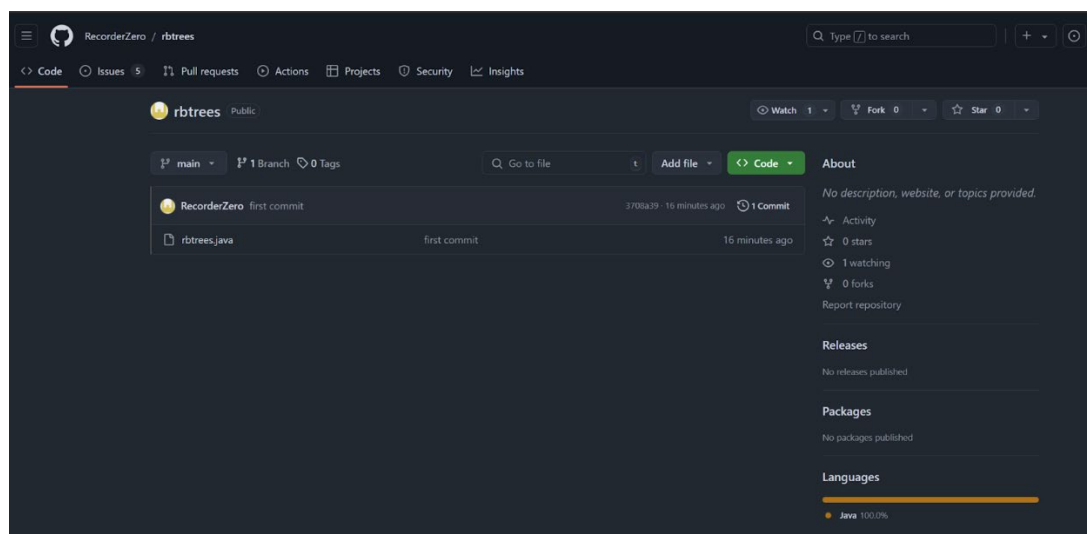 RecorderZero / rbtrees
Type / to search
<> Code
Issues 5
Pull requests
Actions
Projects
Security
Insights
rbtrees Public
Watch 1
Fork 0
Star 0
main
1 Branch
0 Tags
Go to file t
Add file
<> Code
RecorderZero first commit
3708a39 · 16 minutes ago
1 Commit
rbtrees.java
first commit
16 minutes ago
About
No description, website, or topics provided.
Activity
0 stars
1 watching
0 forks
Report repository
Releases
No releases published
Packages
No packages published
Languages
Java 100.0%